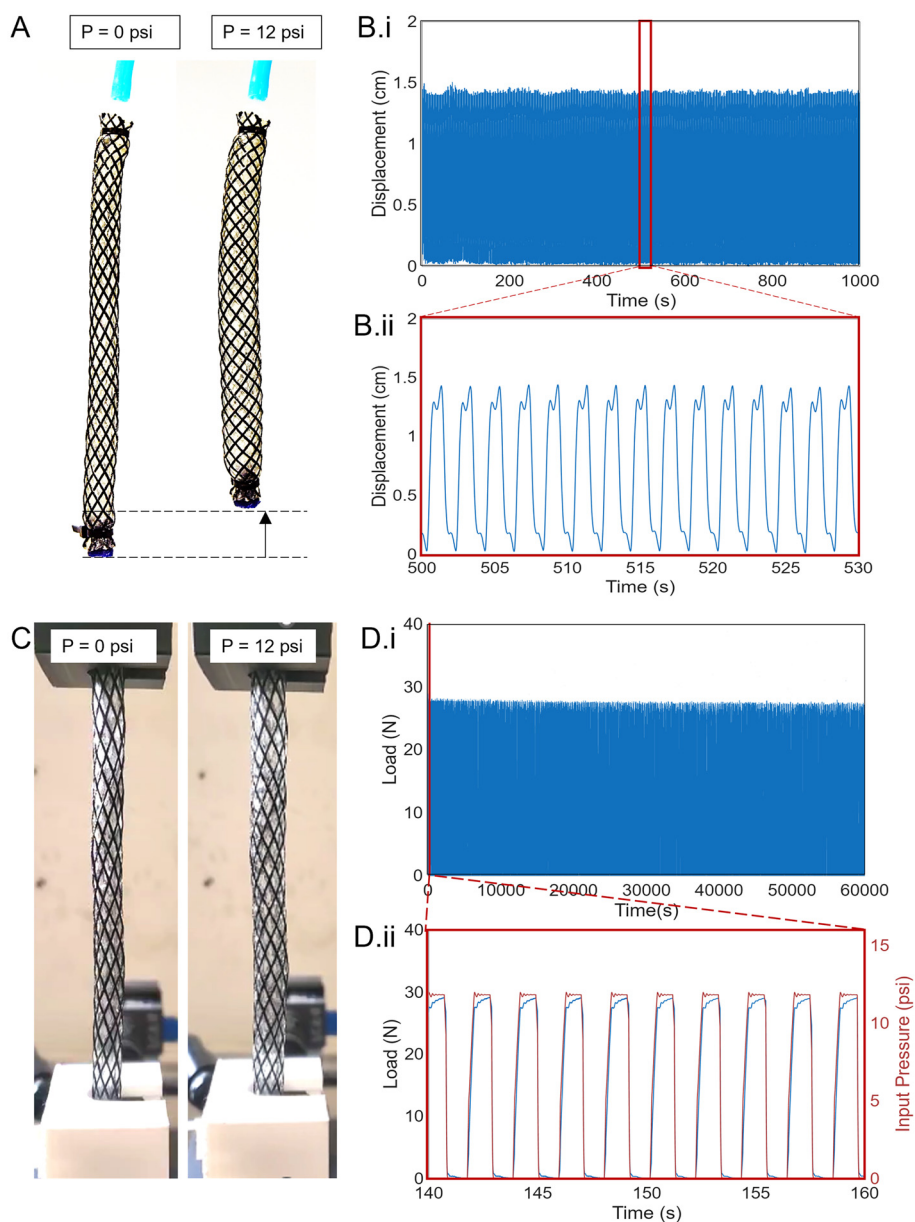 A
P = 0 psi
P = 12 psi
B.i
Displacement (cm)
2
1.5
1
0.5
0
0
200
400
600
800
1000
Time (s)
B.ii
Displacement (cm)
2
1.5
1
0.5
0
500
505
510
515
520
525
530
Time (s)
C
P = 0 psi
P = 12 psi
D.i
Load (N)
40
30
20
10
0
0
10000
20000
30000
40000
50000
60000
Time(s)
D.ii
Load (N)
40
30
20
10
0
15
10
5
0
Input Pressure (psi)
140
145
150
155
160
Time (s)